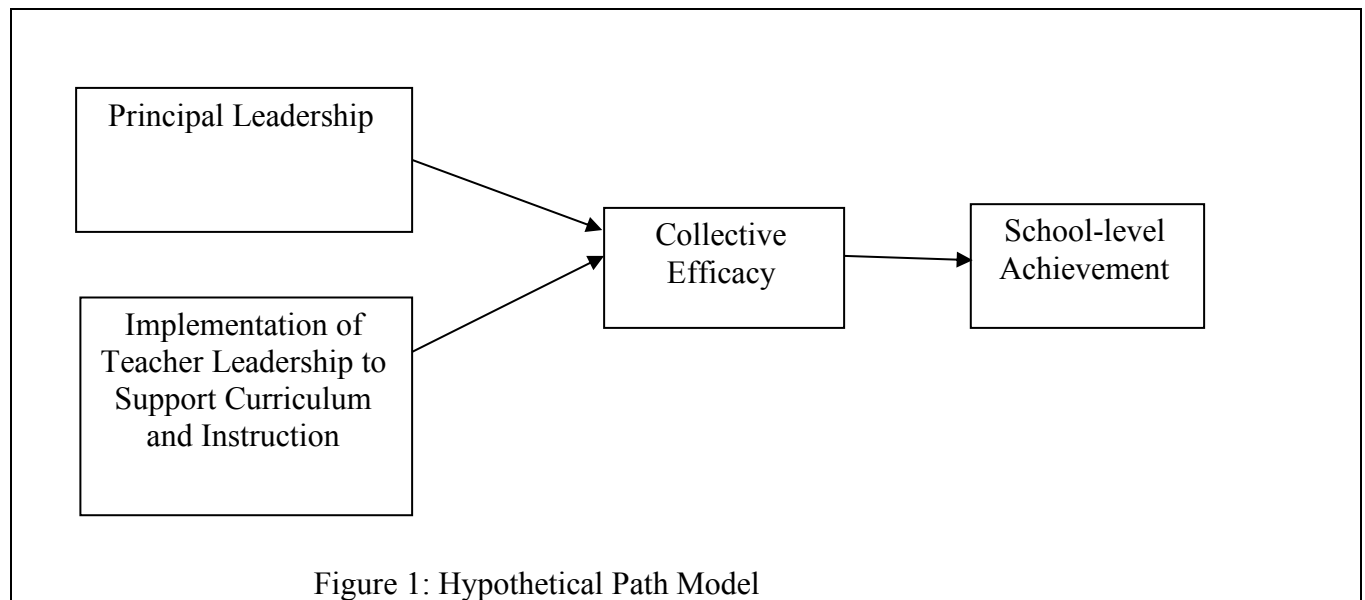 Principal Leadership
Implementation of
Teacher Leadership to
Support Curriculum
and Instruction
Collective
Efficacy
School-level
Achievement
Figure 1: Hypothetical Path Model